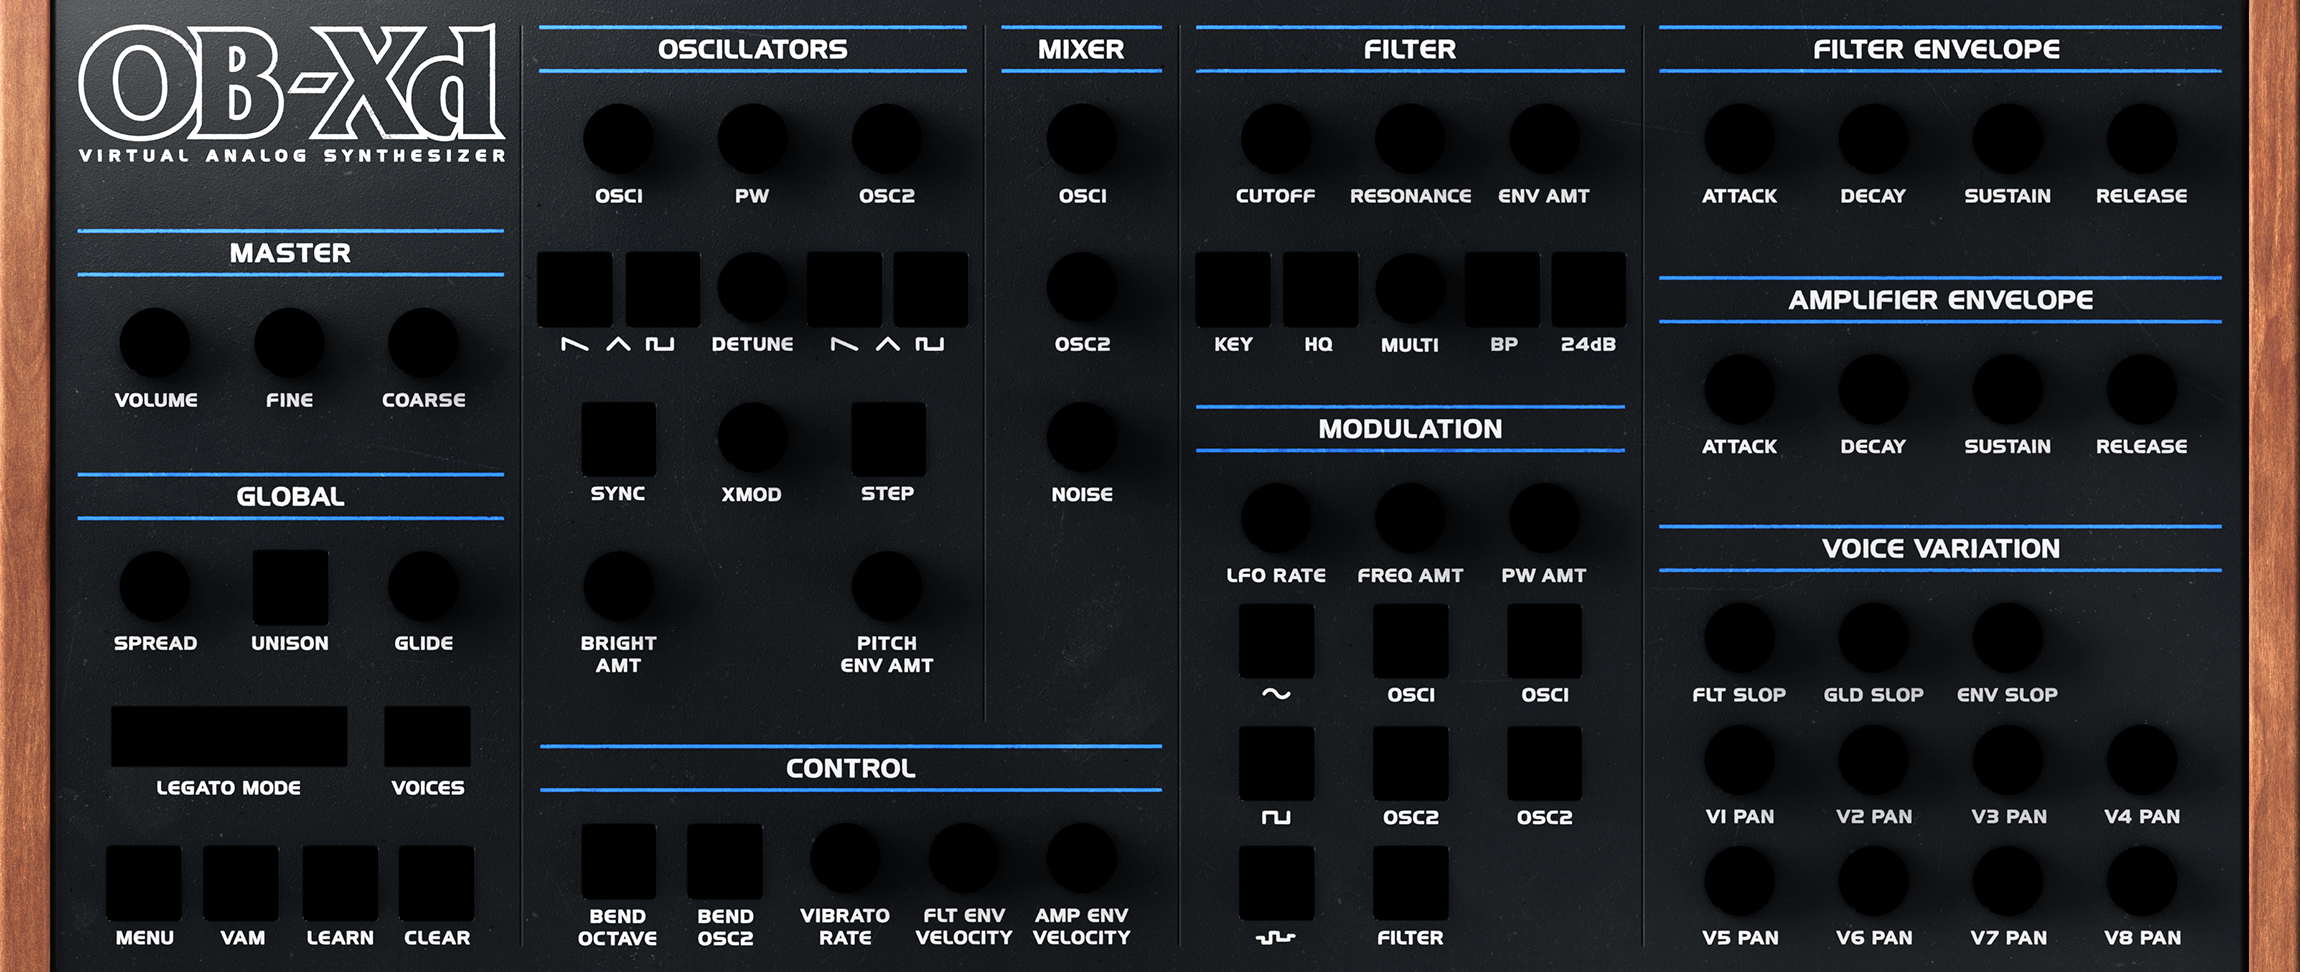 OB-Xd
VIRTUAL ANALOG SYNTHESIZER
MASTER
VOLUME FINE COARSE
GLOBAL
SPREAD UNISON GLIDE
LEGATO MODE VOICES
MENU VAM LEARN CLEAR
OSCILLATORS
OSC1 PW OSC2
DETUNE
SYNC XMOD STEP
BRIGHT
AMT
PITCH
ENV AMT
MIXER
OSC1
OSC2
NOISE
CONTROL
BEND
OCTAVE
BEND
OSC2
VIBRATO
RATE
FLT ENV
VELOCITY
AMP ENV
VELOCITY
FILTER
CUTOFF RESONANCE ENV AMT
KEY HQ MULTI BP 24dB
MODULATION
LFO RATE FREQ AMT PW AMT
OSC1 OSC1
OSC2 OSC2
FILTER
FILTER ENVELOPE
ATTACK DECAY SUSTAIN RELEASE
AMPLIFIER ENVELOPE
ATTACK DECAY SUSTAIN RELEASE
VOICE VARIATION
FLT SLOP GLD SLOP ENV SLOP
V1 PAN V2 PAN V3 PAN V4 PAN
V5 PAN V6 PAN V7 PAN V8 PAN